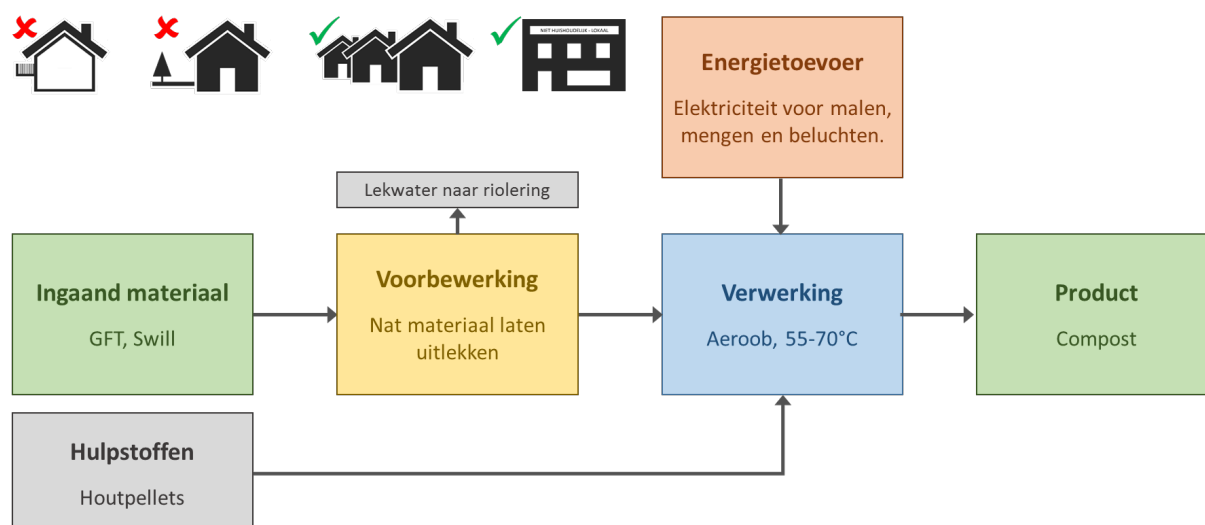 NIET HUISHOUDELIJK - LOKAAL
Energietoevoer
Elektriciteit voor malen,
mengen en beluchten.
Lekwater naar riolering
Ingaand materiaal
GFT, Swill
Voorbewerking
Nat materiaal laten
uitlekken
Verwerking
Aeroob, 55-70°C
Product
Compost
Hulpstoffen
Houtpellets